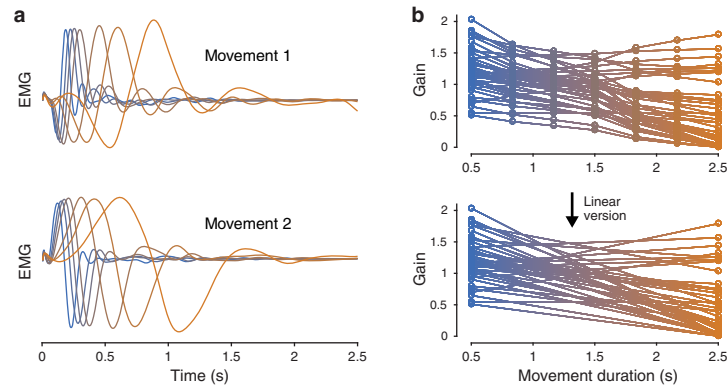 a
Movement 1
EMG
Movement 2
EMG
0 0.5 1 1.5 2 2.5
Time (s)
b
2
1.5
1
0.5
0
Gain
0.5 1 1.5 2 2.5
Linear
version
2
1.5
1
0.5
0
Gain
0.5 1 1.5 2 2.5
Movement duration (s)